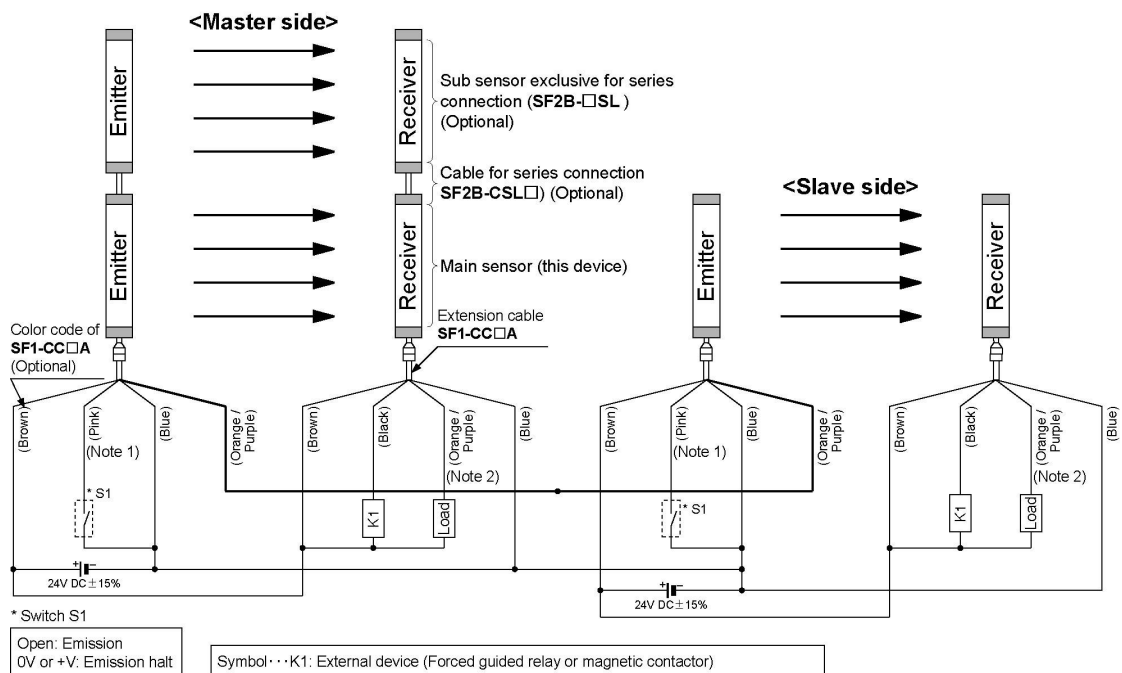 <Master side>
Emitter
Receiver
Sub sensor exclusive for series
connection (SF2B-□SL )
(Optional)
Cable for series connection
SF2B-CSL□) (Optional)
<Slave side>
Emitter
Receiver
Main sensor (this device)
Emitter
Receiver
Color code of
SF1-CC□A
(Optional)
Extension cable
SF1-CC□A
(Brown)
(Pink)
(Blue)
(Orange /
Purple)
(Brown)
(Black)
(Orange /
Purple)
(Blue)
(Brown)
(Pink)
(Blue)
(Orange /
Purple)
(Brown)
(Black)
(Orange /
Purple)
(Blue)
(Note 1)
(Note 2)
(Note 1)
(Note 2)
* S1
K1
Load
* S1
K1
Load
+ −
24V DC±15%
+ −
24V DC±15%
* Switch S1
Open: Emission
0V or +V: Emission halt
Symbol···K1: External device (Forced guided relay or magnetic contactor)